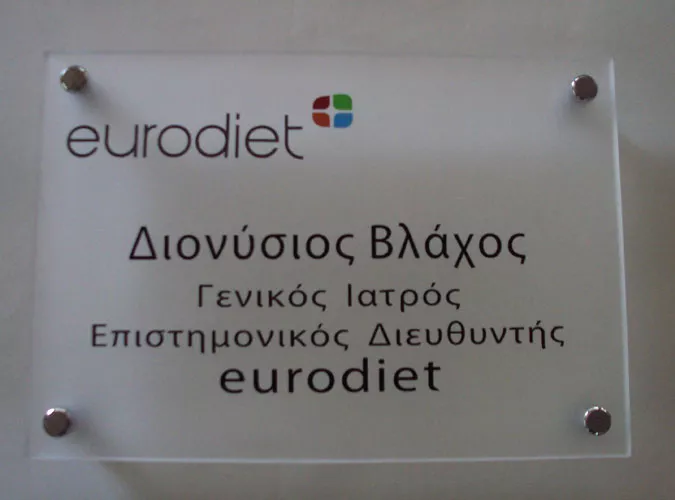 eurodiet
Διονύσιος Βλάχος
Γενικός Ιατρός
Επιστημονικός Διευθυντής
eurodiet